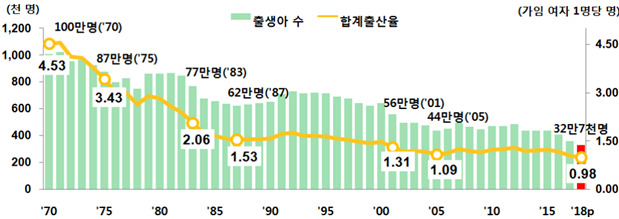 (천 명)
출생아 수
합계출산율
(가임 여자 1명당 명)
1,200
1,000
800
600
400
200
0
4.50
3.00
1.50
0.00
100만명('70)
87만명('75)
77만명('83)
62만명('87)
56만명('01)
44만명('05)
32만7천명
4.53
3.43
2.06
1.53
1.31
1.09
0.98
'70 '75 '80 '85 '90 '95 '00 '05 '10 '15 '18p